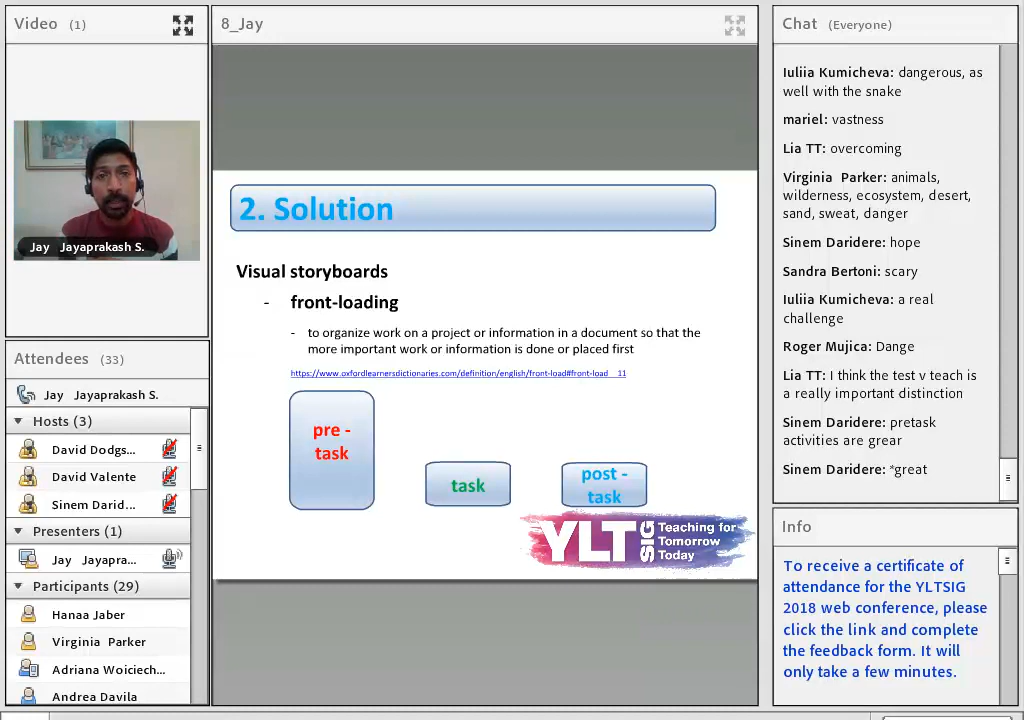 Video (1)
Jay Jayaprakash S.
Attendees (33)
Jay Jayaprakash S.
Hosts (3)
David Dodgs...
David Valente
Sinem Darid...
Presenters (1)
Jay Jayapra...
Participants (29)
Hanaa Jaber
Virginia Parker
Adriana Woiciech...
Andrea Davila
8_Jay
2. Solution
Visual storyboards
- front-loading
- to organize work on a project or information in a document so that the
more important work or information is done or placed first
https://www.oxfordlearnersdictionaries.com/definition/english/front-load#front-load__11
pre -
task
task
post -
task
YLT SIG
Teaching for
Tomorrow
Today
Chat (Everyone)
Iuliia Kumicheva: dangerous, as
well with the snake
mariel: vastness
Lia TT: overcoming
Virginia Parker: animals,
wilderness, ecosystem, desert,
sand, sweat, danger
Sinem Daridere: hope
Sandra Bertoni: scary
Iuliia Kumicheva: a real
challenge
Roger Mujica: Dange
Lia TT: I think the test v teach is
a really important distinction
Sinem Daridere: pretask
activities are grear
Sinem Daridere: *great
Info
To receive a certificate of
attendance for the YLTSIG
2018 web conference, please
click the link and complete
the feedback form. It will
only take a few minutes.